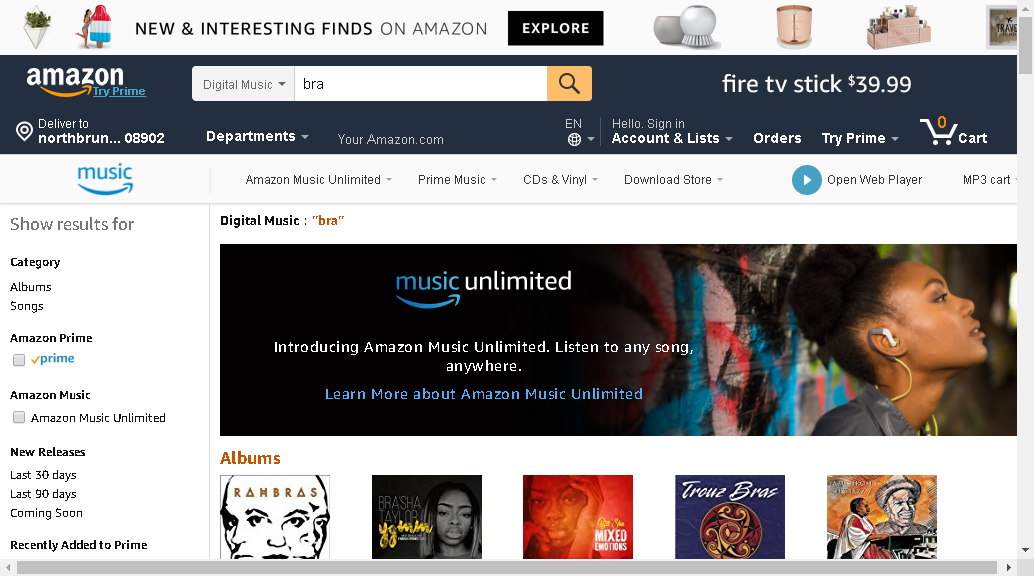 NEW & INTERESTING FINDS ON AMAZON
EXPLORE
TRAVEL
amazon
Try Prime
Digital Music
bra
fire tv stick $39.99
Deliver to
northbrun... 08902
Departments
Your Amazon.com
EN
Hello. Sign in
Account & Lists
Orders
Try Prime
0
Cart
music
Amazon Music Unlimited
Prime Music
CDs & Vinyl
Download Store
Open Web Player
MP3 cart
Show results for
Category
Albums
Songs
Amazon Prime
prime
Amazon Music
Amazon Music Unlimited
New Releases
Last 30 days
Last 90 days
Coming Soon
Recently Added to Prime
Digital Music : "bra"
music unlimited
Introducing Amazon Music Unlimited. Listen to any song,
anywhere.
Learn More about Amazon Music Unlimited
Albums
RAHBRAS
BRA'SHA
TAYLOR
MIXED
EMOTIONS
Trouz Bras